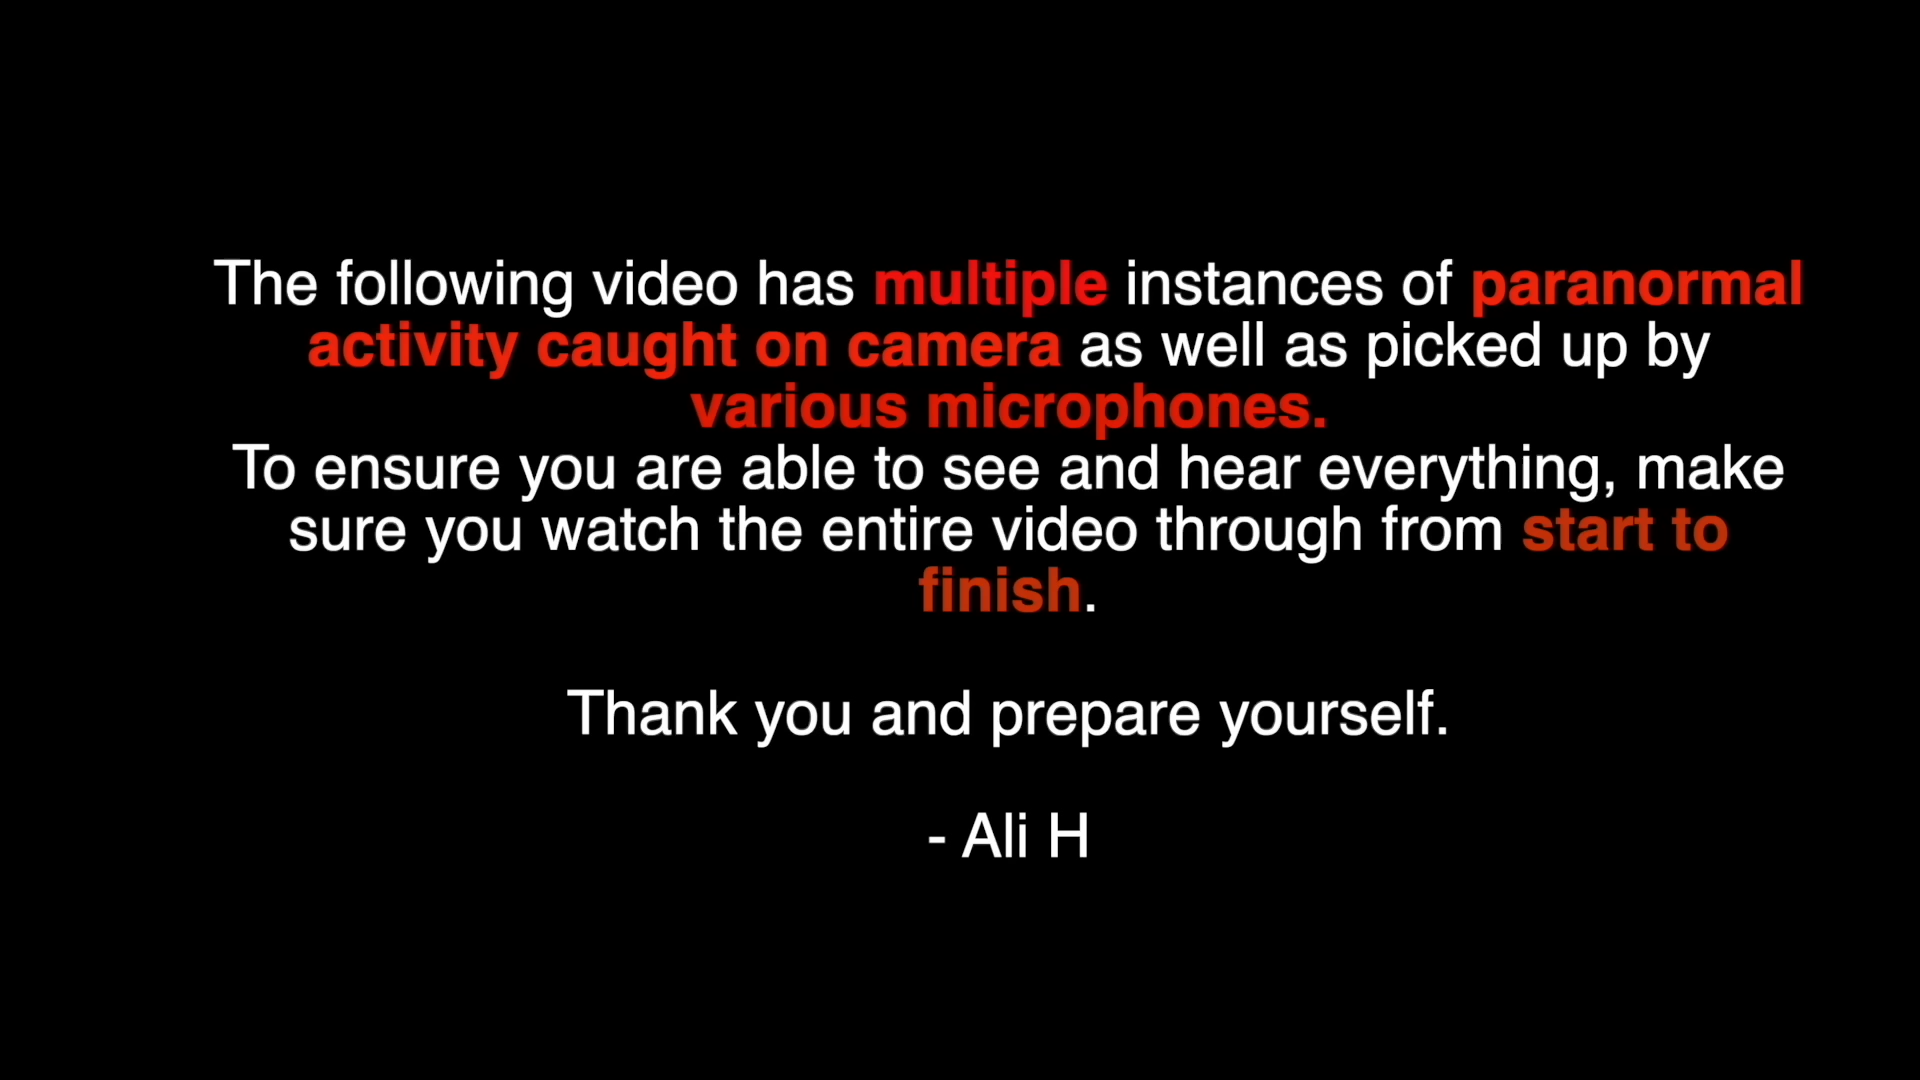 The following video has multiple instances of paranormal
activity caught on camera as well as picked up by
various microphones.
To ensure you are able to see and hear everything, make
sure you watch the entire video through from start to
finish.
Thank you and prepare yourself.
- Ali H